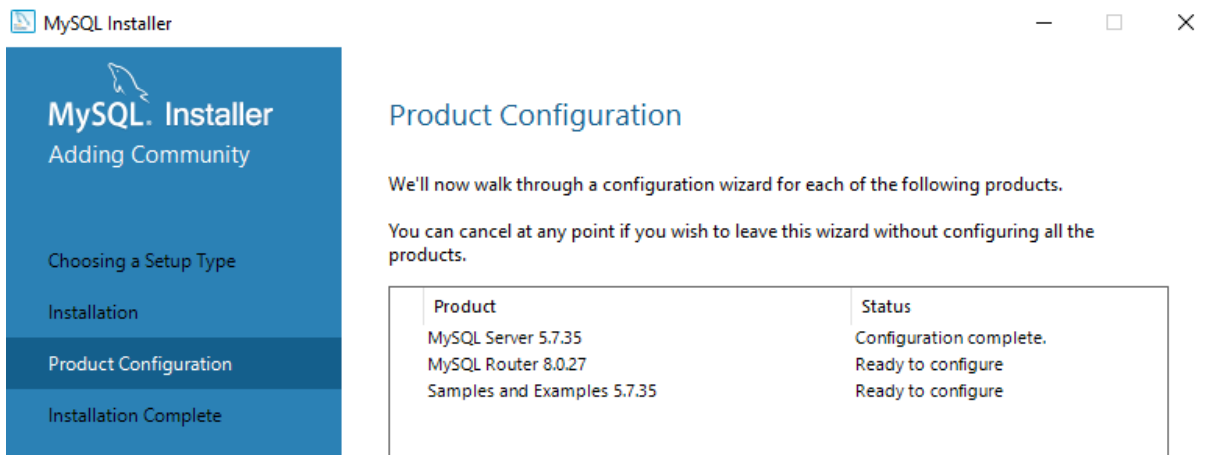 MySQL Installer
MySQL. Installer
Adding Community
Choosing a Setup Type
Installation
Product Configuration
Installation Complete
Product Configuration
We'll now walk through a configuration wizard for each of the following products.
You can cancel at any point if you wish to leave this wizard without configuring all the
products.
Product Status
MySQL Server 5.7.35 Configuration complete.
MySQL Router 8.0.27 Ready to configure
Samples and Examples 5.7.35 Ready to configure